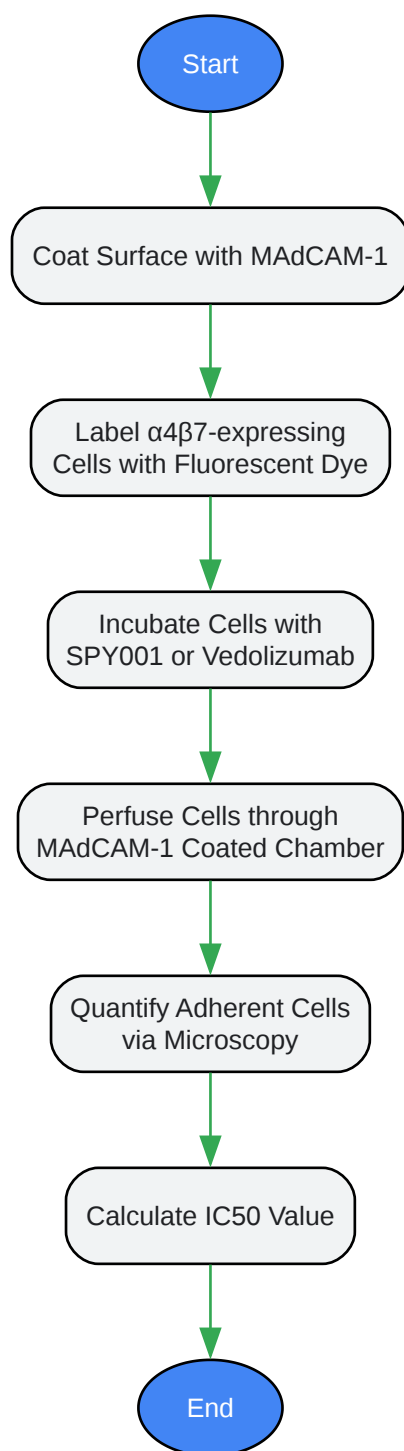 Start
Coat Surface with MAdCAM-1
Label α4β7-expressing
Cells with Fluorescent Dye
Incubate Cells with
SPY001 or Vedolizumab
Perfuse Cells through
MAdCAM-1 Coated Chamber
Quantify Adherent Cells
via Microscopy
Calculate IC50 Value
End